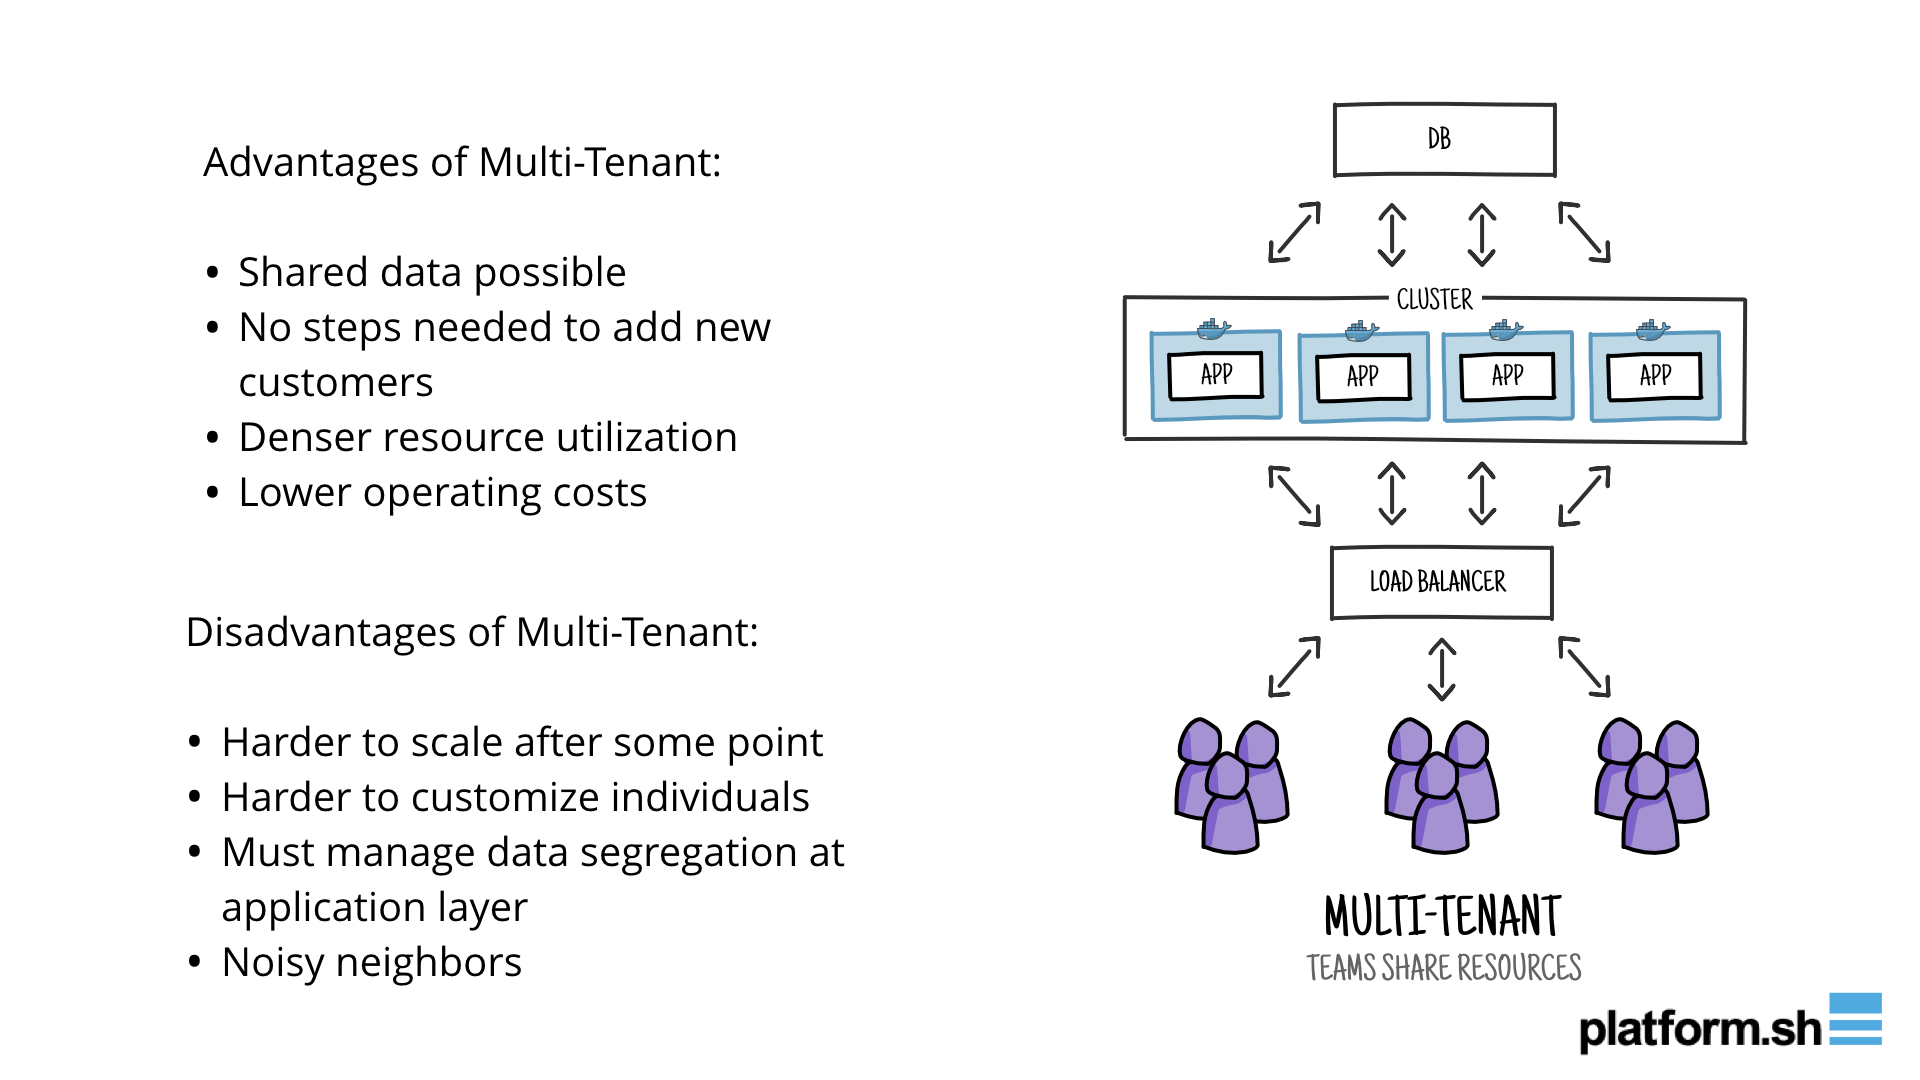 Advantages of Multi-Tenant:
• Shared data possible
• No steps needed to add new
customers
• Denser resource utilization
• Lower operating costs
Disadvantages of Multi-Tenant:
• Harder to scale after some point
• Harder to customize individuals
• Must manage data segregation at
application layer
• Noisy neighbors
DB
CLUSTER
APP APP APP APP
LOAD BALANCER
MULTI-TENANT
TEAMS SHARE RESOURCES
platform.sh